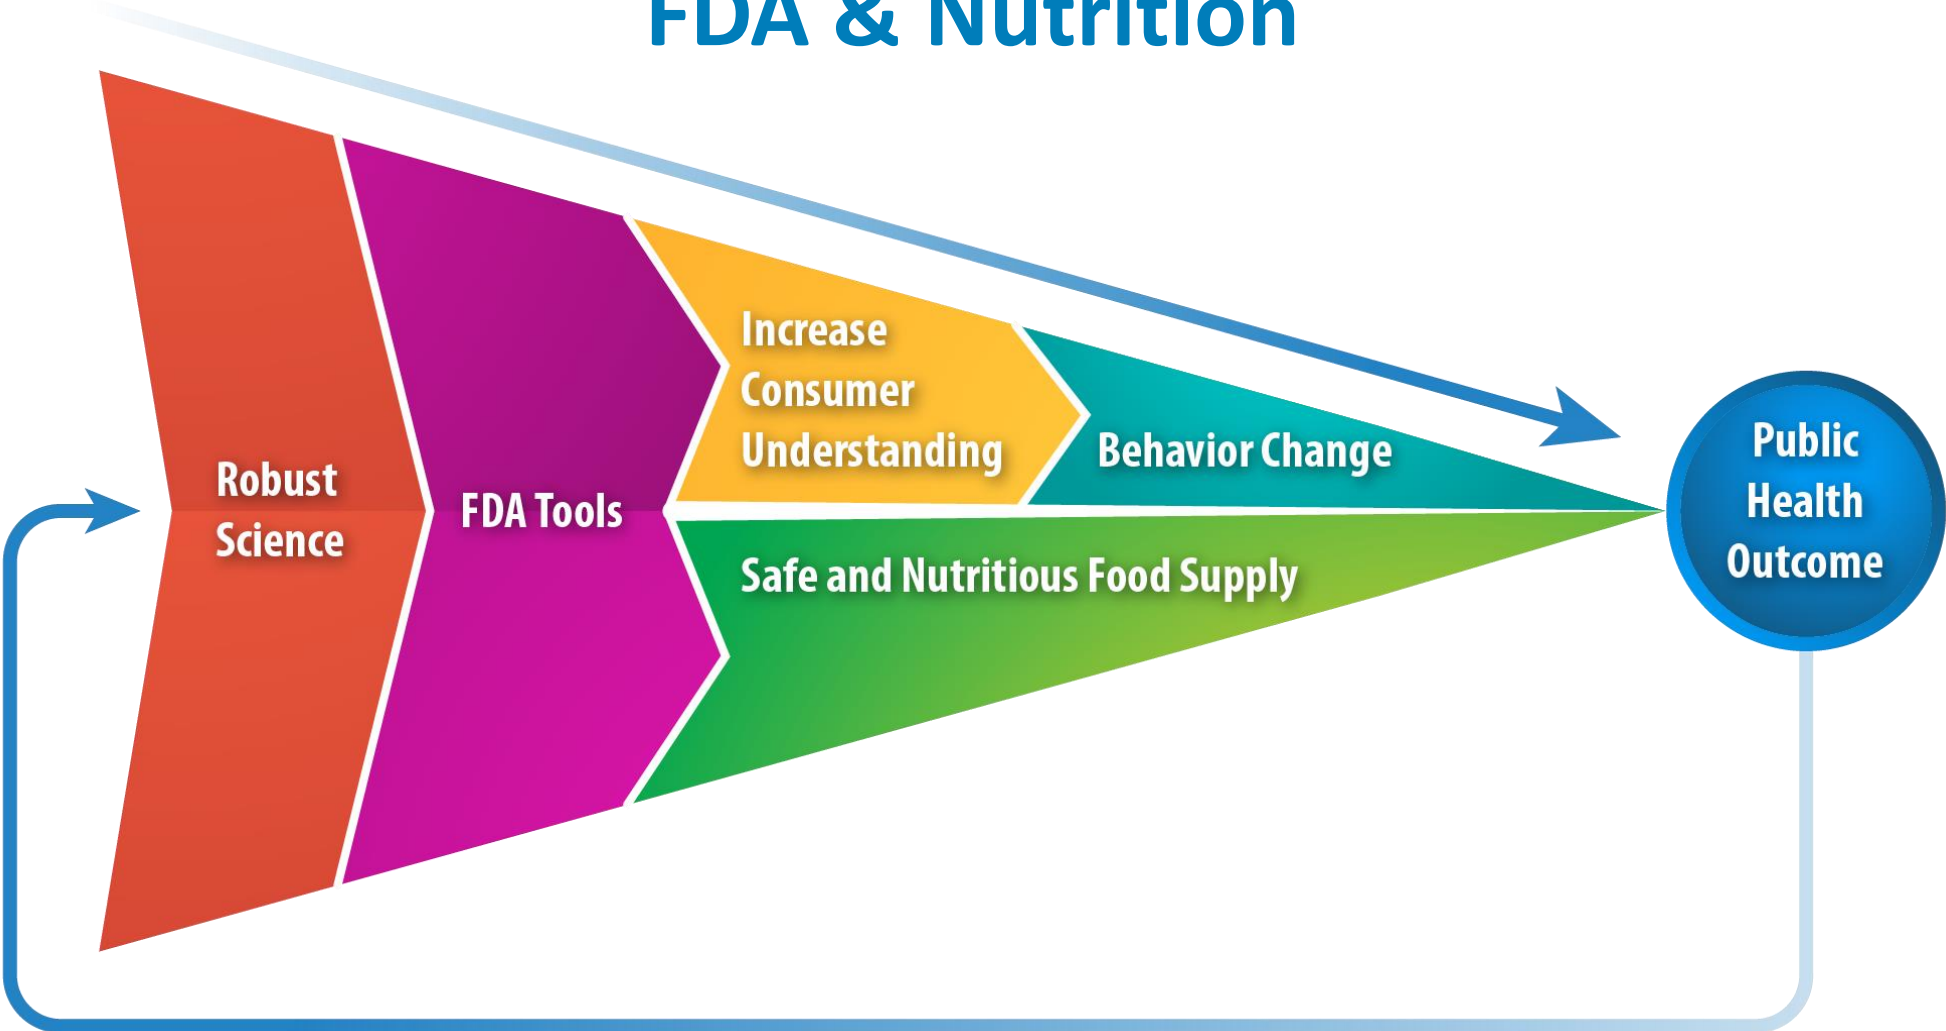 FDA & Nutrition
Robust
Science
FDA Tools
Increase
Consumer
Understanding
Behavior Change
Safe and Nutritious Food Supply
Public
Health
Outcome